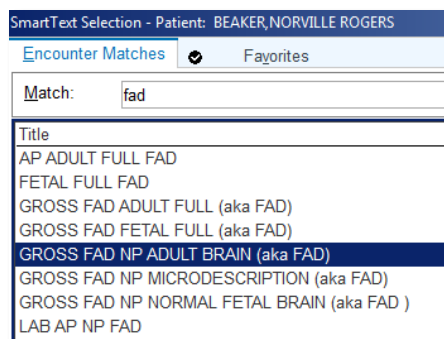 SmartText Selection - Patient: BEAKER,NORVILLE ROGERS
Encounter Matches Favorites
Match: fad
Title
AP ADULT FULL FAD
FETAL FULL FAD
GROSS FAD ADULT FULL (aka FAD)
GROSS FAD FETAL FULL (aka FAD)
GROSS FAD NP ADULT BRAIN (aka FAD)
GROSS FAD NP MICRODESCRIPTION (aka FAD)
GROSS FAD NP NORMAL FETAL BRAIN (aka FAD )
LAB AP NP FAD